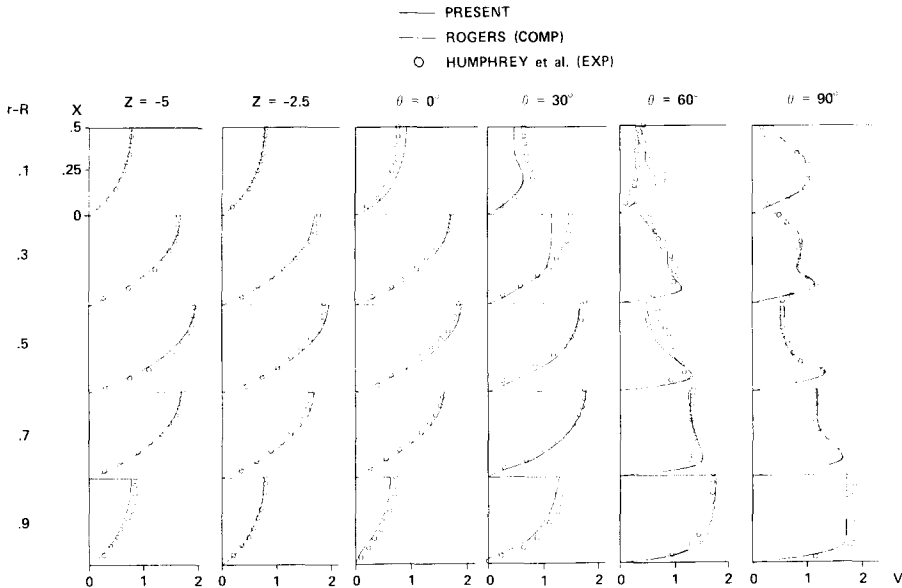 PRESENT
ROGERS (COMP)
HUMPHREY et al. (EXP)
r-R X Z = -5 Z = -2.5 θ = 0° θ = 30° θ = 60° θ = 90°
.5
.1 .25
0
.3
.5
.7
.9
0 1 2 0 1 2 0 1 2 0 1 2 0 1 2 0 1 2 V